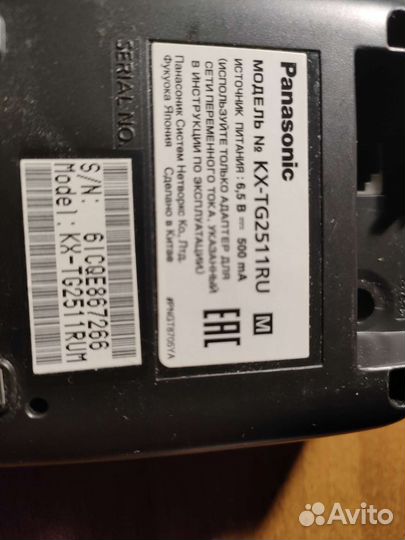 Panasonic
МОДЕЛЬ № KX-TG2511RU M
ИСТОЧНИК ПИТАНИЯ : 6,5 В ⎓ 500 mA
(ИСПОЛЬЗУЙТЕ ТОЛЬКО АДАПТЕР ДЛЯ
СЕТИ ПЕРЕМЕННОГО ТОКА, УКАЗАННЫЙ
В ИНСТРУКЦИИ ПО ЭКСПЛУАТАЦИИ)
Панасоник Систем Нетворкс Ко., Лтд.
Фукуока Япония Сделано в Китае
EAC
#PNGT8705YA
SERIAL NO.
S/N: 6ICQE867266
Model: KX-TG2511RUM
Avito